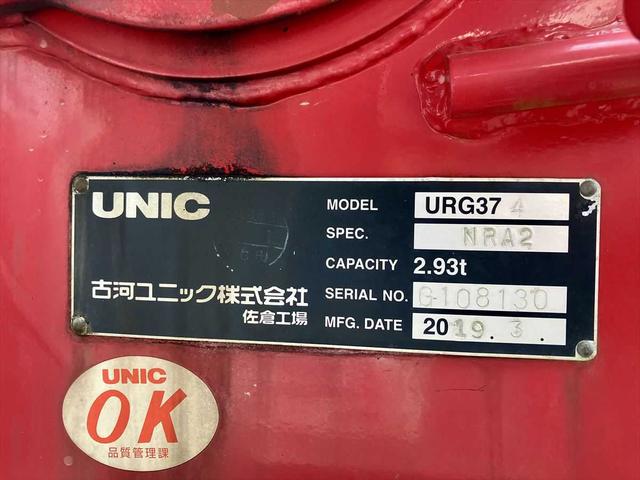 UNIC
MODEL URG374
SPEC. NRA2
CAPACITY 2.93t
古河ユニック株式会社
SERIAL NO. G108130
佐倉工場
MFG. DATE 2019.3.
UNIC
OK
品質管理課